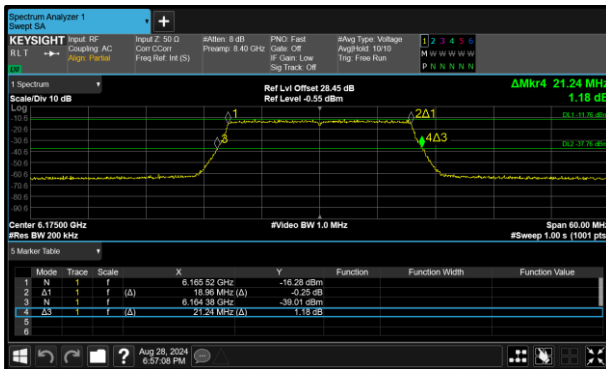 Spectrum Analyzer 1
Swept SA
+
KEYSIGHT Input: RF Input Z: 50 Ω #Atten: 8 dB PNO: Fast #Avg Type: Voltage 1 2 3 4 5 6
RLT Coupling: AC Corr CCorr Preamp: 8.40 GHz Gate: Off Avg|Hold: 10/10 M W W W W W
Align: Partial Freq Ref: Int (S) IF Gain: Low Trig: Free Run
Sig Track: Off P N N N N N
1 Spectrum Ref Lvl Offset 28.45 dB ΔMkr4 21.24 MHz
Scale/Div 10 dB Ref Level -0.55 dBm 1.18 dB
Log
-10.6 1 2Δ1 DL1 -11.76 dBm
-20.6
-30.6 3 4Δ3 DL2 -37.76 dBm
-40.6
-50.6
-60.6
-70.6
-80.6
-90.6
Center 6.17500 GHz #Video BW 1.0 MHz Span 60.00 MHz
#Res BW 200 kHz #Sweep 1.00 s (1001 pts
5 Marker Table
Mode Trace Scale X Y Function Function Width Function Value
1 N 1 f 6.165 52 GHz -16.28 dBm
2 Δ1 1 f (Δ) 18.96 MHz (Δ) -0.25 dB
3 N 1 f 6.164 38 GHz -39.01 dBm
4 Δ3 1 f (Δ) 21.24 MHz (Δ) 1.18 dB
5
6
? Aug 28, 2024
6:57:08 PM